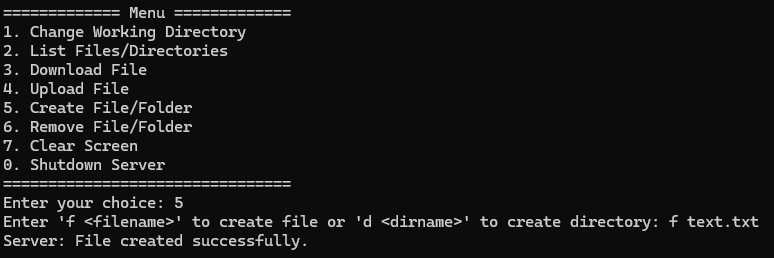 ============= Menu =============
1. Change Working Directory
2. List Files/Directories
3. Download File
4. Upload File
5. Create File/Folder
6. Remove File/Folder
7. Clear Screen
0. Shutdown Server
================================
Enter your choice: 5
Enter 'f <filename>' to create file or 'd <dirname>' to create directory: f text.txt
Server: File created successfully.